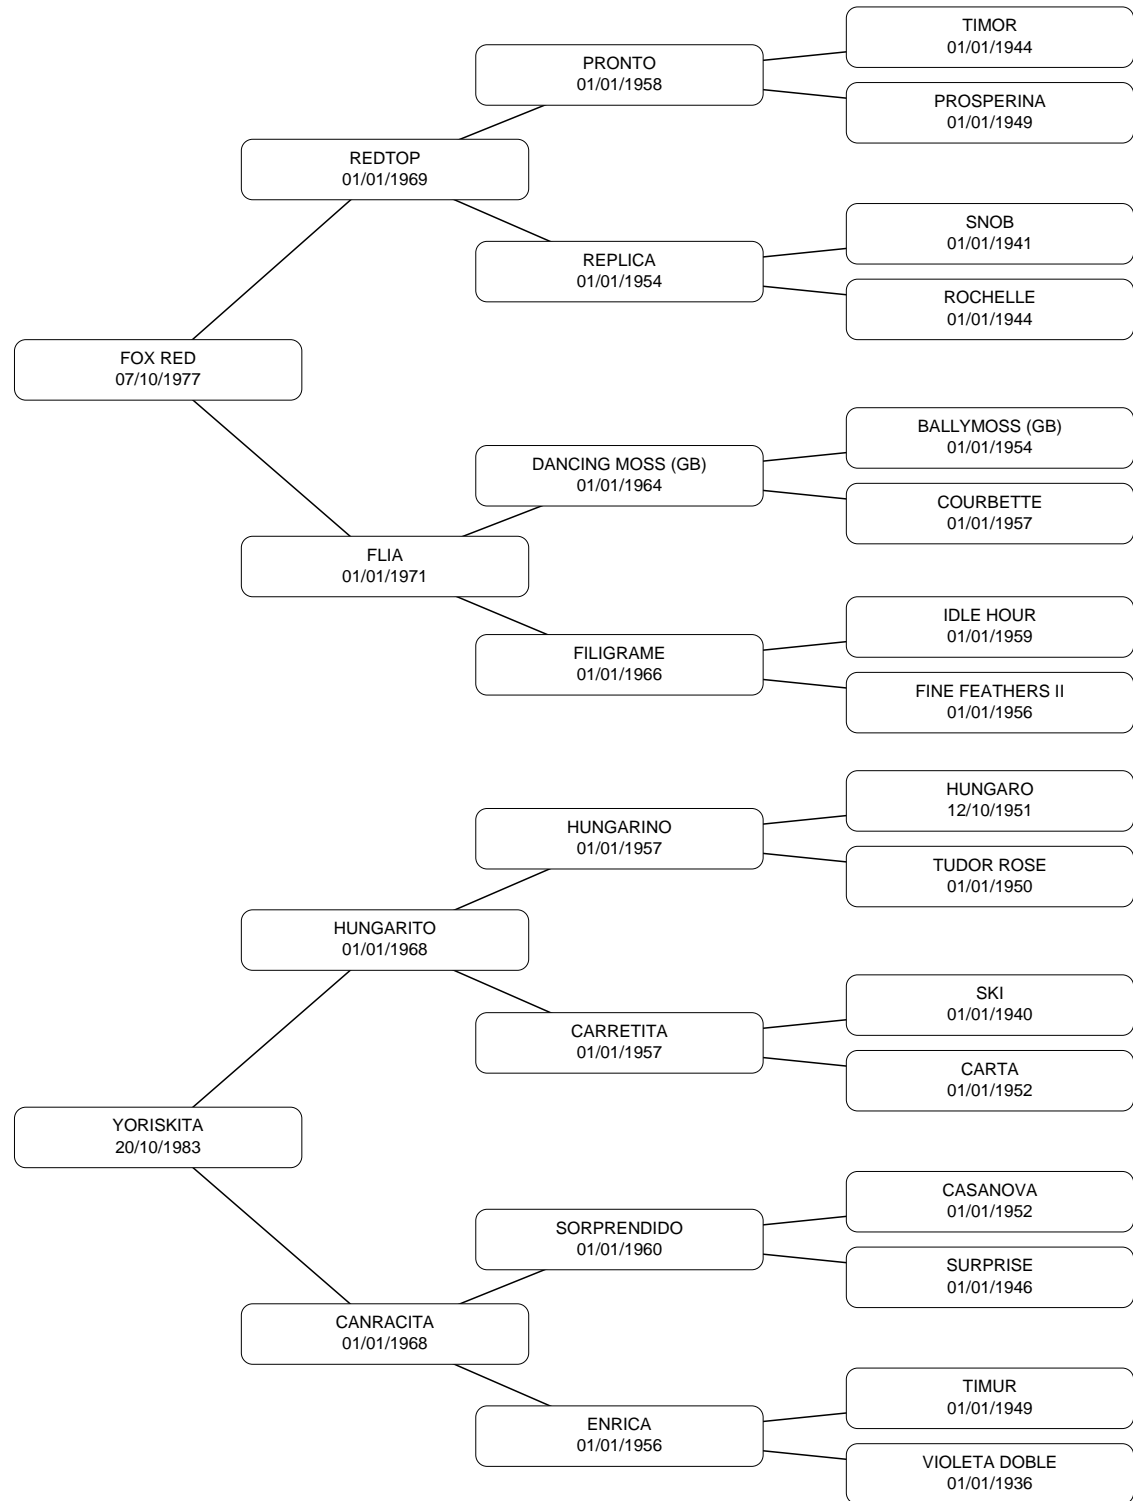 TIMOR
01/01/1944
PRONTO
01/01/1958
PROSPERINA
01/01/1949
REDTOP
01/01/1969
SNOB
01/01/1941
REPLICA
01/01/1954
ROCHELLE
01/01/1944
FOX RED
07/10/1977
BALLYMOSS (GB)
01/01/1954
DANCING MOSS (GB)
01/01/1964
COURBETTE
01/01/1957
FLIA
01/01/1971
IDLE HOUR
01/01/1959
FILIGRAME
01/01/1966
FINE FEATHERS II
01/01/1956
HUNGARO
12/10/1951
HUNGARINO
01/01/1957
TUDOR ROSE
01/01/1950
HUNGARITO
01/01/1968
SKI
01/01/1940
CARRETITA
01/01/1957
CARTA
01/01/1952
YORISKITA
20/10/1983
CASANOVA
01/01/1952
SORPRENDIDO
01/01/1960
SURPRISE
01/01/1946
CANRACITA
01/01/1968
TIMUR
01/01/1949
ENRICA
01/01/1956
VIOLETA DOBLE
01/01/1936